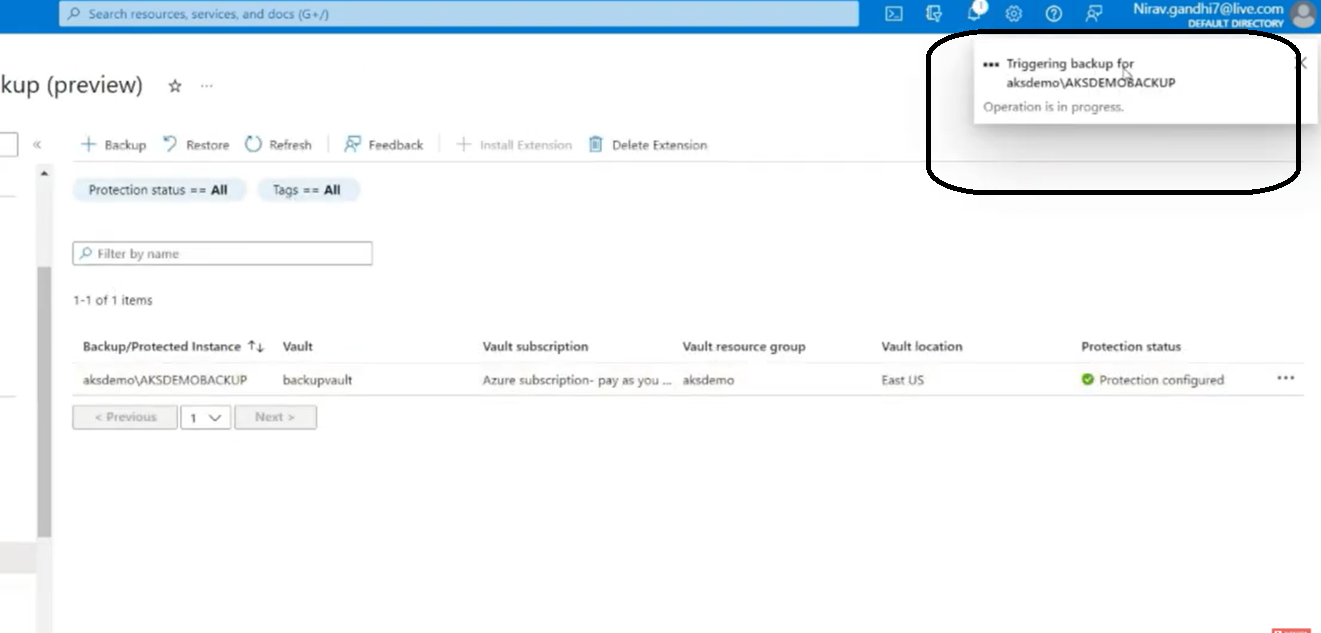 Search resources, services, and docs (G+/)
1
Nirav.gandhi7@live.com
DEFAULT DIRECTORY
Triggering backup for
aksdemo\AKSDEMOBACKUP
Operation is in progress.
kup (preview)
Backup Restore Refresh Feedback Install Extension Delete Extension
Protection status == All Tags == All
Filter by name
1-1 of 1 items
Backup/Protected Instance ↑↓ Vault Vault subscription Vault resource group Vault location Protection status
aksdemo\AKSDEMOBACKUP backupvault Azure subscription- pay as you ... aksdemo East US Protection configured
< Previous 1 Next >